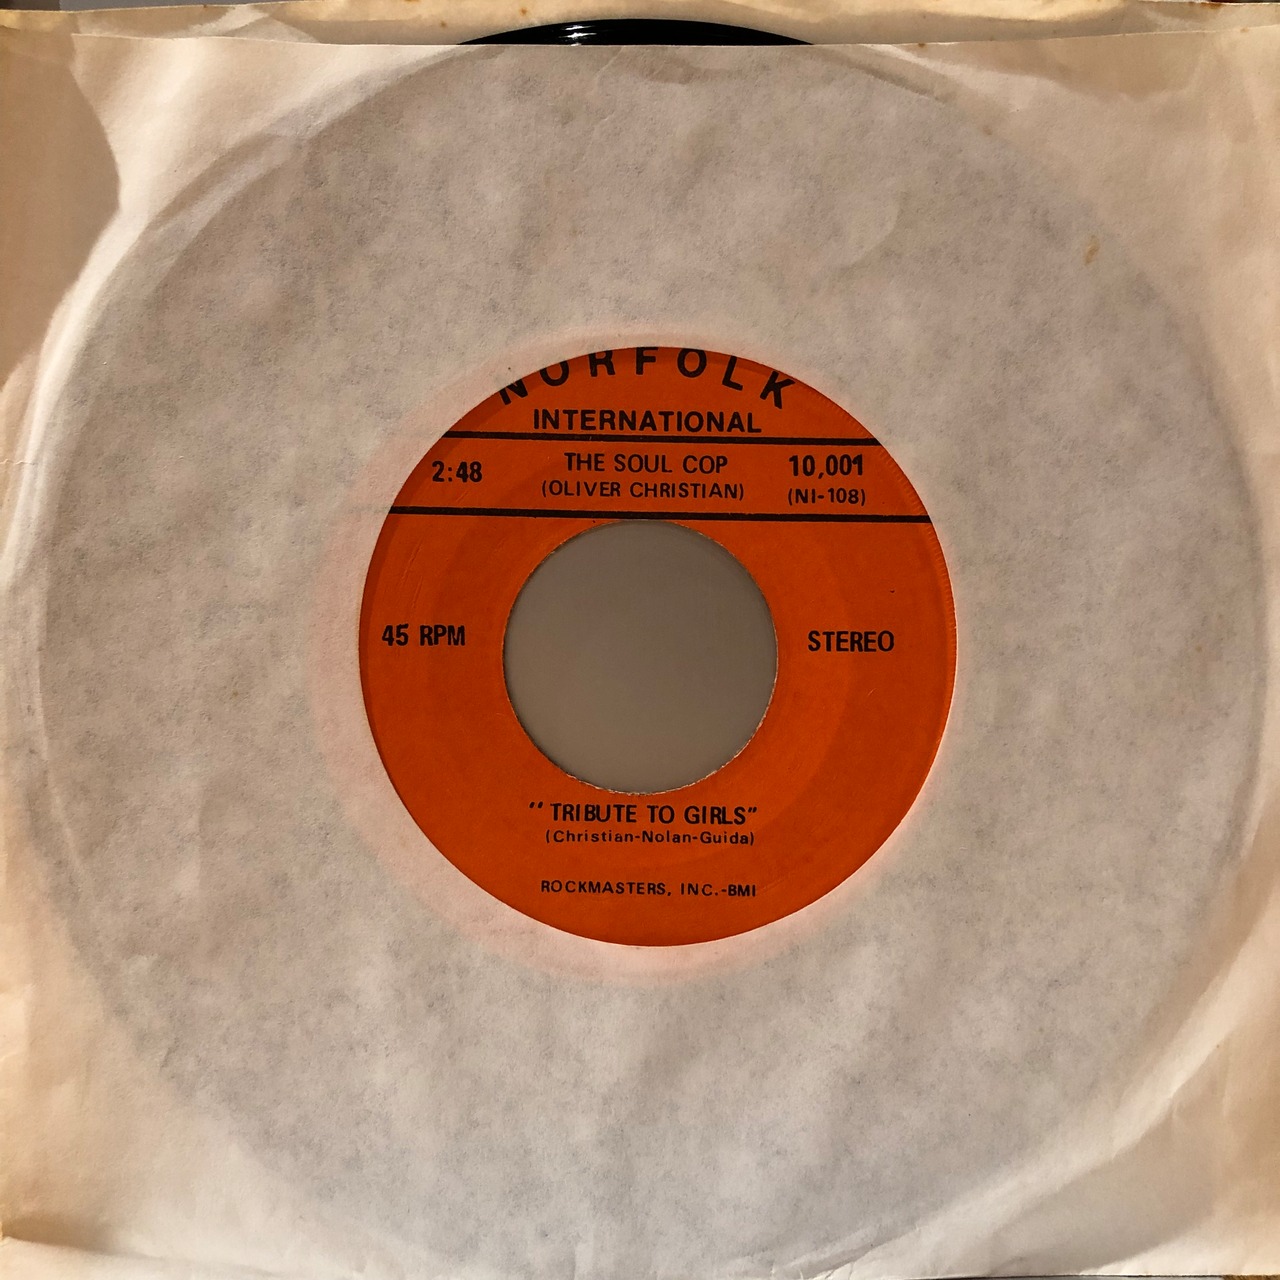 NORFOLK
INTERNATIONAL
2:48 THE SOUL COP 10,001
(OLIVER CHRISTIAN) (NI-108)
45 RPM STEREO
"TRIBUTE TO GIRLS"
(Christian-Nolan-Guida)
ROCKMASTERS, INC.-BMI